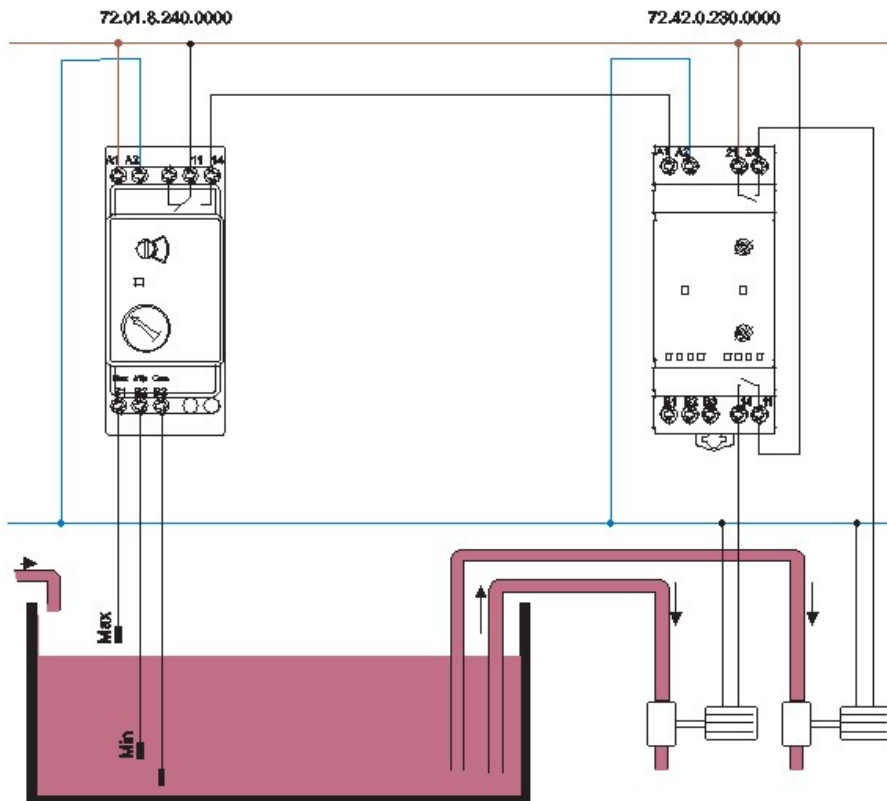 72.01.8.240.0000 72.42.0.230.0000
A1 A2 11 14 A1 A2 21 24
Max Min Com
B1 B2 B3 B1 B2 B3 14 11
Max
Min